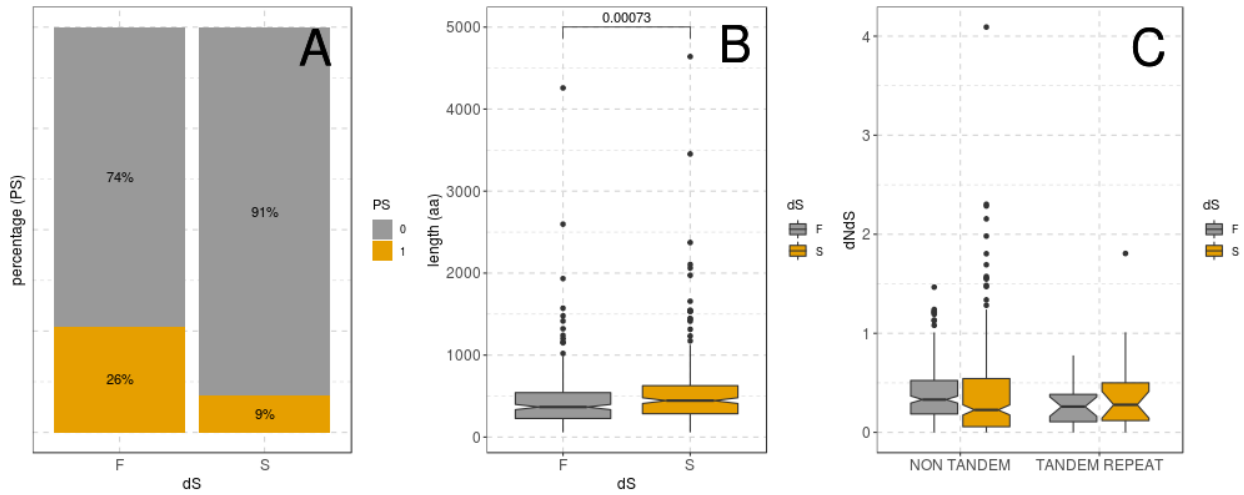 A
percentage (PS)
74%
91%
26%
9%
F
S
dS
PS
0
1
B
0.00073
length (aa)
5000
4000
3000
2000
1000
0
F
S
dS
dS
F
S
C
dNdS
4
3
2
1
0
NON TANDEM
TANDEM REPEAT
dS
F
S